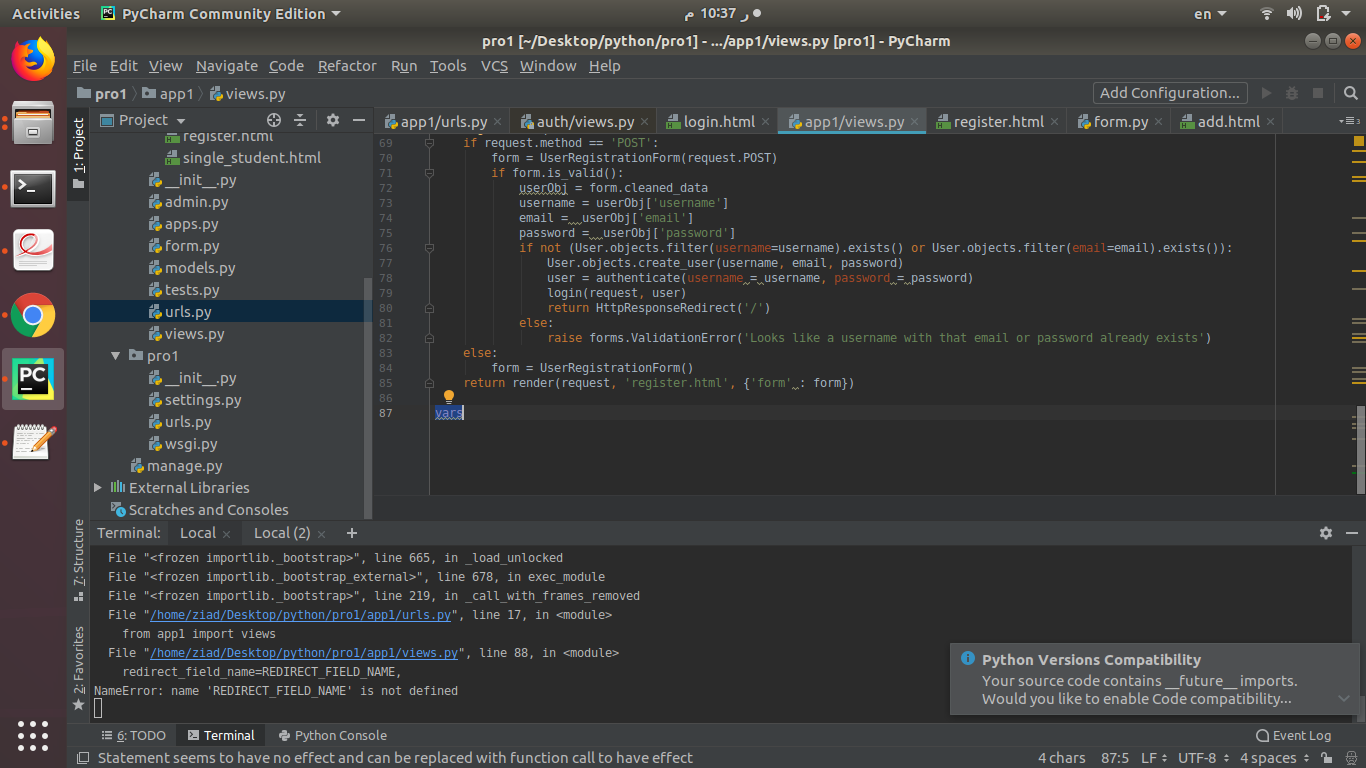 Activities PyCharm Community Edition ر 10:37 م en
pro1 [~/Desktop/python/pro1] - .../app1/views.py [pro1] - PyCharm
File Edit View Navigate Code Refactor Run Tools VCS Window Help
pro1 app1 views.py Add Configuration...
1: Project
Project
app1/urls.py auth/views.py login.html app1/views.py register.html form.py add.html
register.html
single_student.html
__init__.py
admin.py
apps.py
form.py
models.py
tests.py
urls.py
views.py
pro1
__init__.py
settings.py
urls.py
wsgi.py
manage.py
External Libraries
Scratches and Consoles
69 if request.method == 'POST':
70 form = UserRegistrationForm(request.POST)
71 if form.is_valid():
72 userObj = form.cleaned_data
73 username = userObj['username']
74 email =  userObj['email']
75 password =  userObj['password']
76 if not (User.objects.filter(username=username).exists() or User.objects.filter(email=email).exists()):
77 User.objects.create_user(username, email, password)
78 user = authenticate(username = username, password = password)
79 login(request, user)
80 return HttpResponseRedirect('/')
81 else:
82 raise forms.ValidationError('Looks like a username with that email or password already exists')
83 else:
84 form = UserRegistrationForm()
85 return render(request, 'register.html', {'form' : form})
86
87 vars
7: Structure
2: Favorites
Terminal: Local Local (2)
File "<frozen importlib._bootstrap>", line 665, in _load_unlocked
File "<frozen importlib._bootstrap_external>", line 678, in exec_module
File "<frozen importlib._bootstrap>", line 219, in _call_with_frames_removed
File "/home/ziad/Desktop/python/pro1/app1/urls.py", line 17, in <module>
from app1 import views
File "/home/ziad/Desktop/python/pro1/app1/views.py", line 88, in <module>
redirect_field_name=REDIRECT_FIELD_NAME,
NameError: name 'REDIRECT_FIELD_NAME' is not defined
Python Versions Compatibility
Your source code contains __future__ imports.
Would you like to enable Code compatibility...
6: TODO Terminal Python Console Event Log
Statement seems to have no effect and can be replaced with function call to have effect 4 chars 87:5 LF UTF-8 4 spaces